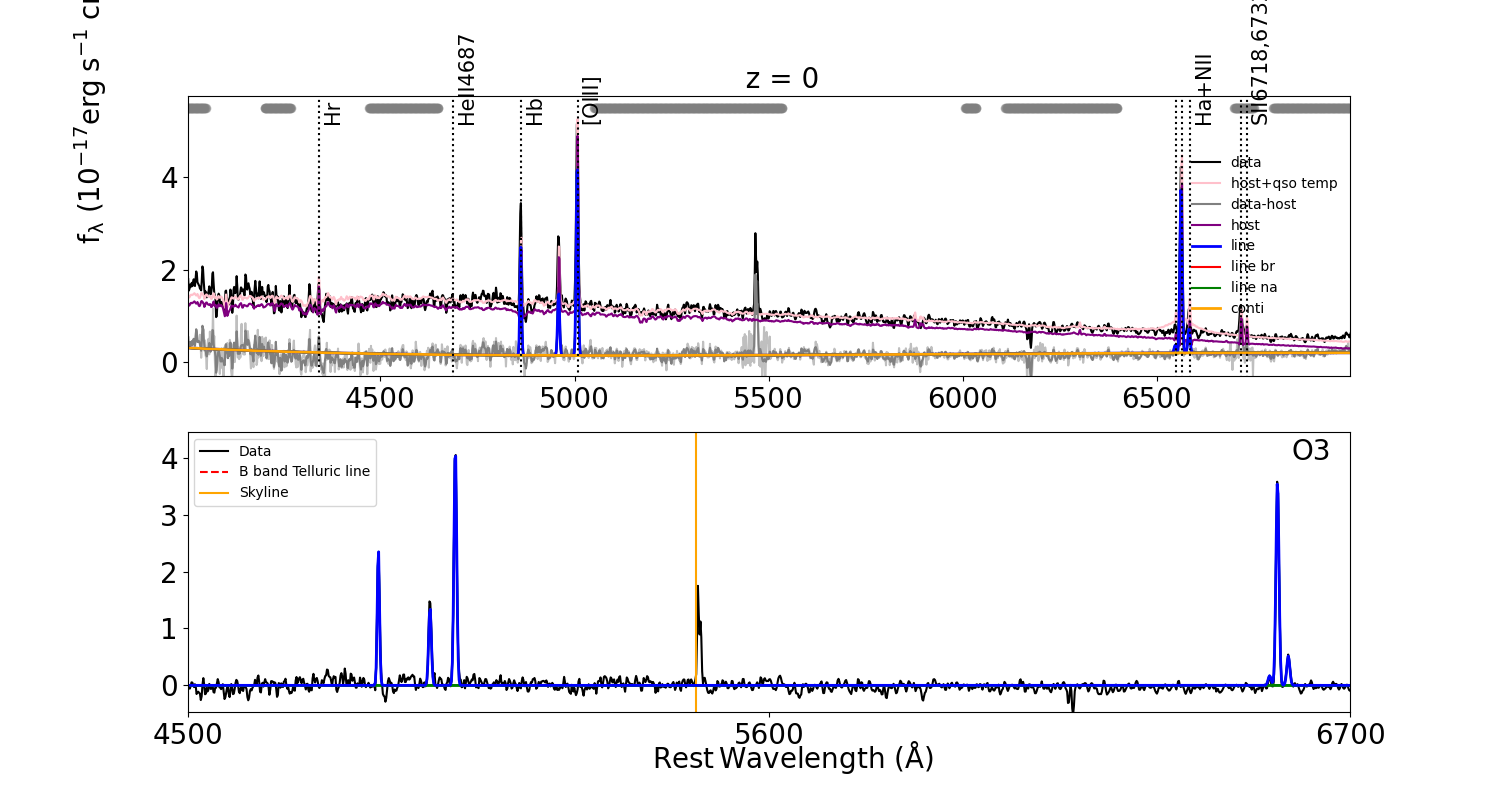 z = 0
f_λ (10^−17 erg s^−1
Hr
HeII4687
Hb
[OIII]
Ha+NII
SII6718,673
4
2
0
data
host+qso temp
data-host
host
line
line br
line na
conti
4500 5000 5500 6000 6500
O3
Data
B band Telluric line
Skyline
4
3
2
1
0
4500 5600 6700
Rest Wavelength (Å)